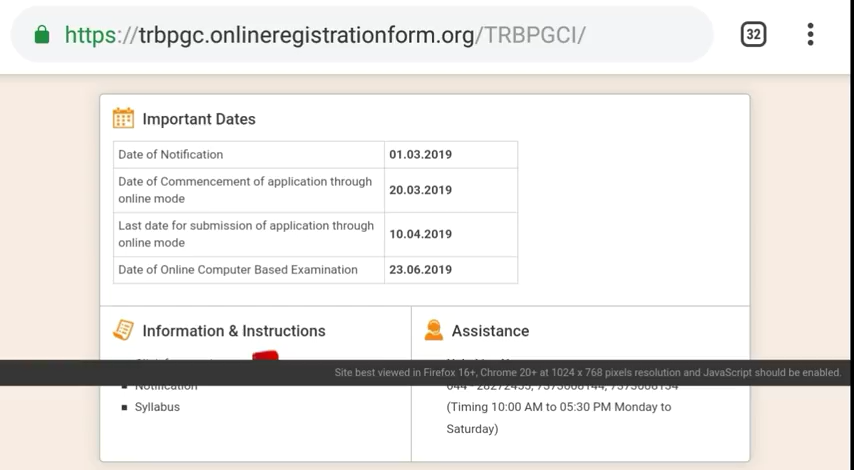 https://trbpgc.onlineregistrationform.org/TRBPGCI/
32
Important Dates
Date of Notification 01.03.2019
Date of Commencement of application through
online mode
20.03.2019
Last date for submission of application through
online mode
10.04.2019
Date of Online Computer Based Examination 23.06.2019
Information & Instructions
Assistance
Site best viewed in Firefox 16+, Chrome 20+ at 1024 x 768 pixels resolution and JavaScript should be enabled.
Notification
Syllabus
(Timing 10:00 AM to 05:30 PM Monday to
Saturday)